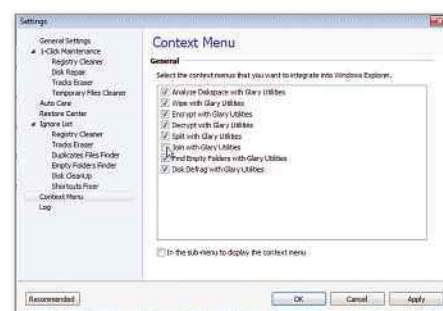 Settings
General Settings
1-Click Maintenance
Registry Cleaner
Disk Repair
Tracks Eraser
Temporary Files Cleaner
Auto Care
Restore Center
Ignore List
Registry Cleaner
Tracks Eraser
Duplicates Files Finder
Empty Folders Finder
Disk CleanUp
Shortcuts Fixer
Context Menu
Log
Context Menu
General
Select the context menus that you want to integrate into Windows Explorer.
Analyze Diskspace with Glary Utilities
Wipe with Glary Utilities
Encrypt with Glary Utilities
Decrypt with Glary Utilities
Split with Glary Utilities
Join with Glary Utilities
Find Empty Folders with Glary Utilities
Disk Defrag with Glary Utilities
In the sub-menu to display the context menu
Recommended
OK
Cancel
Apply